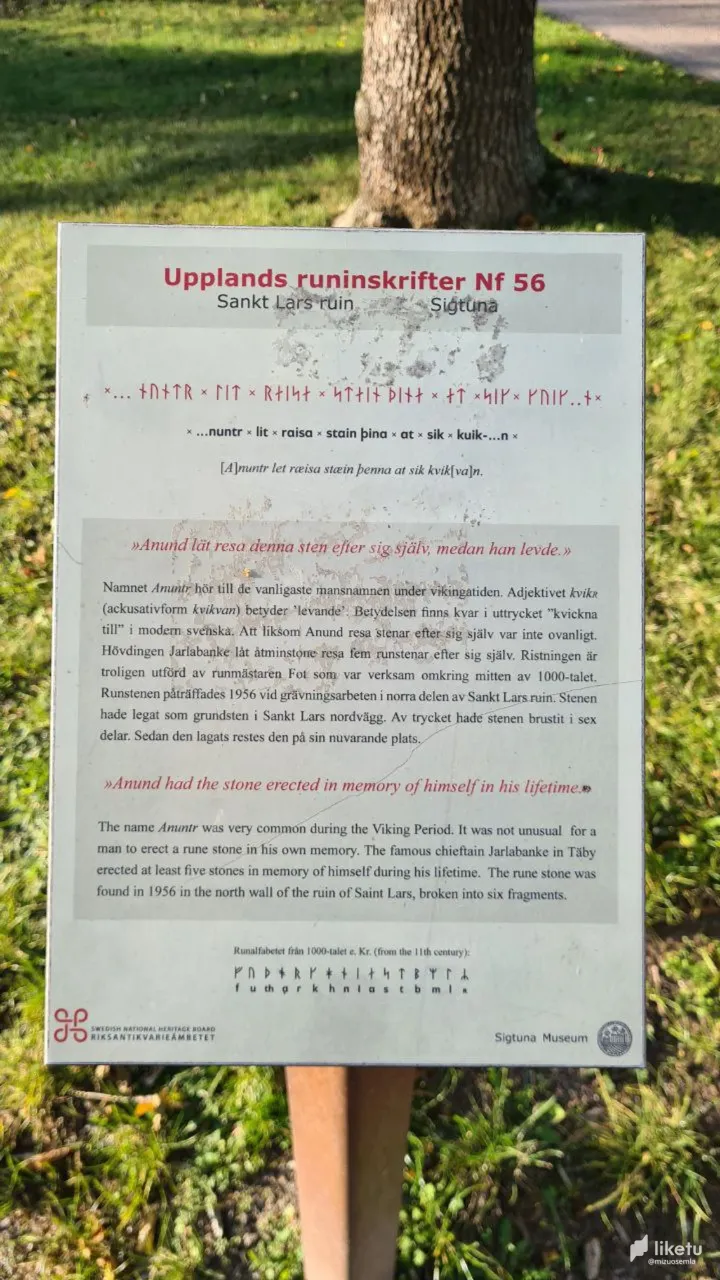 Upplands runinskrifter Nf 56
Sankt Lars ruin Sigtuna
×... ᚾᚢᚾᛏᚱ × ᛚᛁᛏ × ᚱᛅᛁᛋᛅ × ᛋᛏᛅᛁᚾ ᚦᛁᚾᛅ × ᛅᛏ ×ᛋᛁᚴ× ᚴᚢᛁᚴ..ᚾ×
× ...nuntr × lit × raisa × stain þina × at × sik × kuik-...n ×
[A]nuntr let ræisa stæin þenna at sik kvik[va]n.
»Anund lät resa denna sten efter sig själv, medan han levde.»
Namnet Anuntr hör till de vanligaste mansnamnen under vikingatiden. Adjektivet kvikʀ
(ackusativform kvikvan) betyder 'levande'. Betydelsen finns kvar i uttrycket ”kvickna
till” i modern svenska. Att liksom Anund resa stenar efter sig själv var inte ovanligt.
Hövdingen Jarlabanke låt åtminstone resa fem runstenar efter sig själv. Ristningen är
troligen utförd av runmästaren Fot som var verksam omkring mitten av 1000-talet.
Runstenen påträffades 1956 vid grävningsarbeten i norra delen av Sankt Lars ruin. Stenen
hade legat som grundsten i Sankt Lars nordvägg. Av trycket hade stenen brustit i sex
delar. Sedan den lagats restes den på sin nuvarande plats.
»Anund had the stone erected in memory of himself in his lifetime.»
The name Anuntr was very common during the Viking Period. It was not unusual for a
man to erect a rune stone in his own memory. The famous chieftain Jarlabanke in Täby
erected at least five stones in memory of himself during his lifetime. The rune stone was
found in 1956 in the north wall of the ruin of Saint Lars, broken into six fragments.
Runalfabetet från 1000-talet e. Kr. (from the 11th century):
ᚠ ᚢ ᚦ ᚬ ᚱ ᚴ ᚼ ᚾ ᛁ ᛅ ᛋ ᛏ ᛒ ᛘ ᛚ ᛦ
f u th ą r k h n i a s t b m l ʀ
SWEDISH NATIONAL HERITAGE BOARD
RIKSANTIKVARIEÄMBETET
Sigtuna Museum
liketu
@mizuosemla